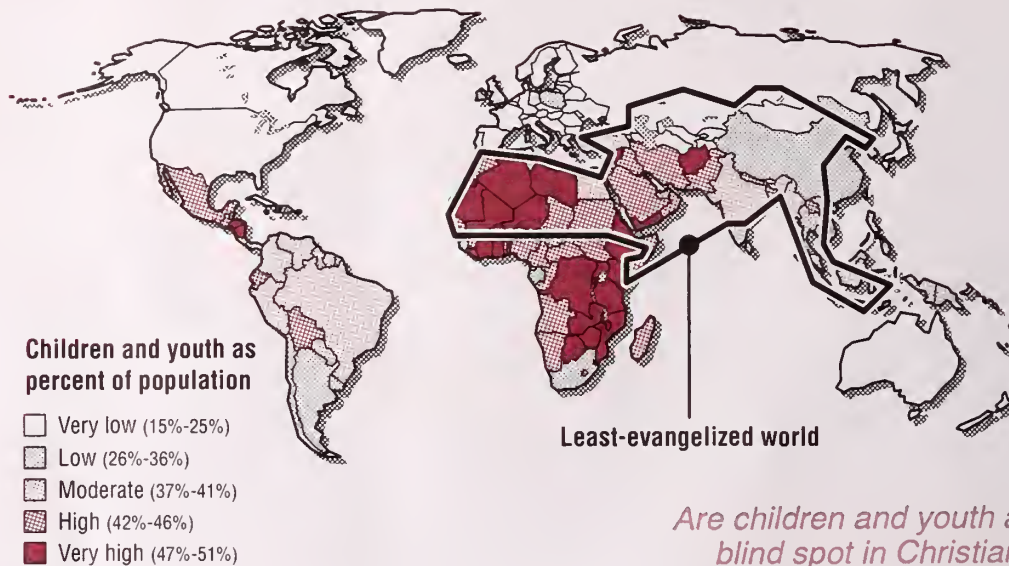 Children and youth as
percent of population
Very low (15%-25%)
Low (26%-36%)
Moderate (37%-41%)
High (42%-46%)
Very high (47%-51%)
Least-evangelized world
Are children and youth a
blind spot in Christian